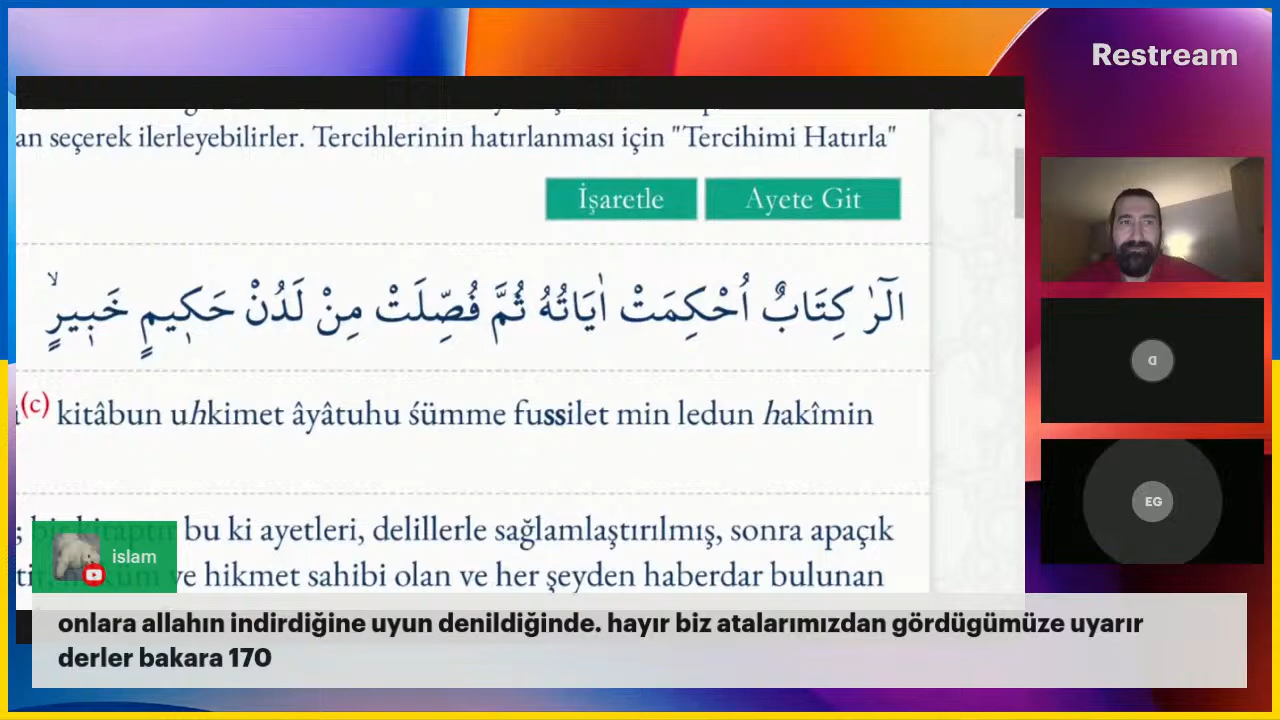 Restream
an seçerek ilerleyebilirler. Tercihlerinin hatırlanması için "Tercihimi Hatırla"
İşaretle
Ayete Git
الٓرٰ كِتَابٌ اُحْكِمَتْ اٰيَاتُهُ ثُمَّ فُصِّلَتْ مِنْ لَدُنْ حَكٖيمٍ خَبٖيرٍۙ
(c) kitâbun uhkimet âyâtuhu śümme fussilet min ledun hakîmin
; bir kitaptır bu ki ayetleri, delillerle sağlamlaştırılmış, sonra apaçık
ve hikmet sahibi olan ve her şeyden haberdar bulunan
islam
onlara allahın indirdiğine uyun denildiğinde. hayır biz atalarımızdan gördügümüze uyarır
derler bakara 170
a
EG